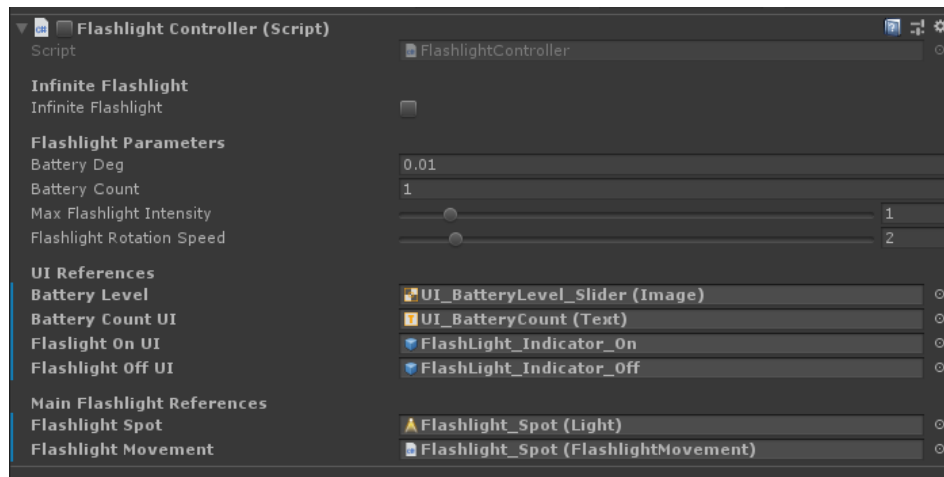 Flashlight Controller (Script)
Script FlashlightController
Infinite Flashlight
Infinite Flashlight
Flashlight Parameters
Battery Deg 0.01
Battery Count 1
Max Flashlight Intensity 1
Flashlight Rotation Speed 2
UI References
Battery Level UI_BatteryLevel_Slider (Image)
Battery Count UI UI_BatteryCount (Text)
Flaslight On UI FlashLight_Indicator_On
Flashlight Off UI FlashLight_Indicator_Off
Main Flashlight References
Flashlight Spot Flashlight_Spot (Light)
Flashlight Movement Flashlight_Spot (FlashlightMovement)